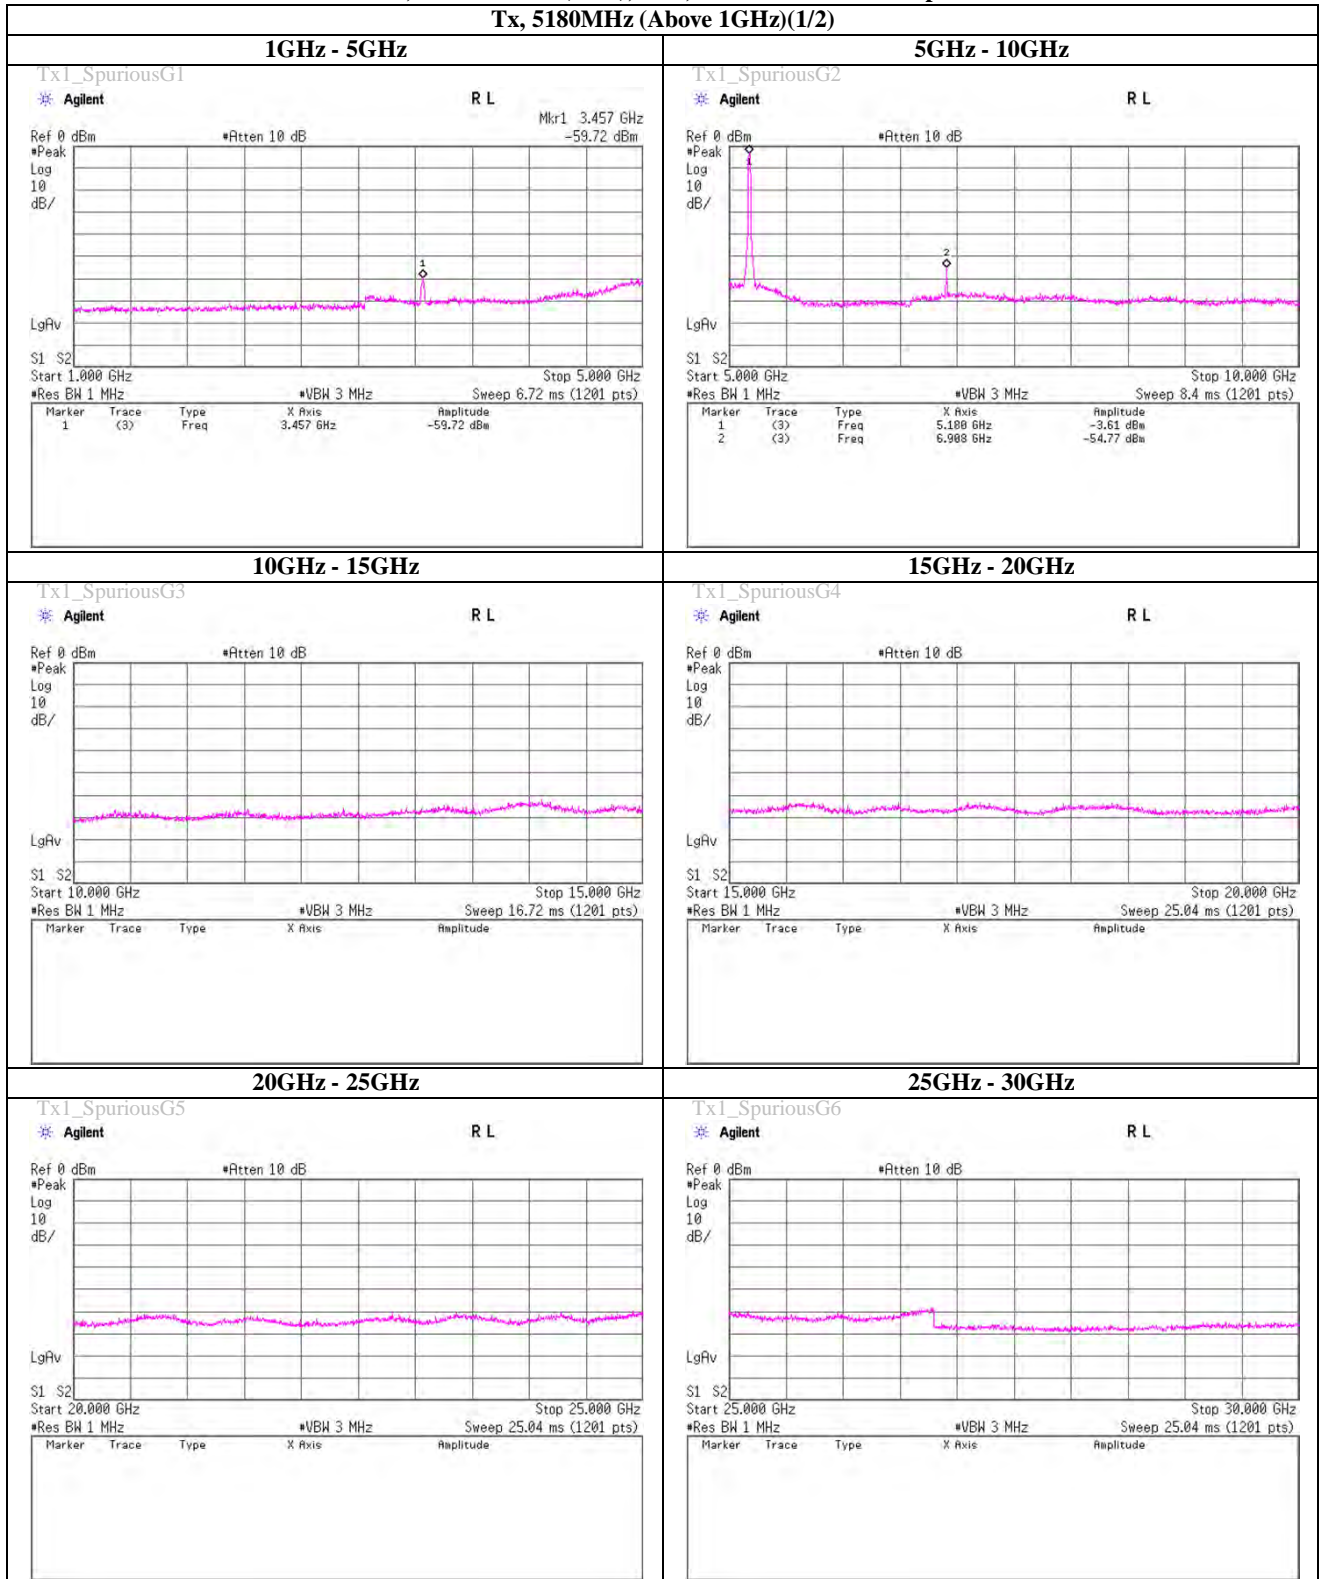 Tx, 5180MHz (Above 1GHz)(1/2)
1GHz - 5GHz
Tx1_SpuriousG1
Agilent
R L
Mkr1 3.457 GHz
Ref 0 dBm
#Atten 10 dB
-59.72 dBm
#Peak
Log
10
dB/
1
LgAv
S1 S2
Start 1.000 GHz
Stop 5.000 GHz
#Res BW 1 MHz
#VBW 3 MHz
Sweep 6.72 ms (1201 pts)
Marker Trace Type X Axis Amplitude
1 (3) Freq 3.457 GHz -59.72 dBm
5GHz - 10GHz
Tx1_SpuriousG2
Agilent
R L
Ref 0 dBm
#Atten 10 dB
#Peak
Log
10
dB/
1
2
LgAv
S1 S2
Start 5.000 GHz
Stop 10.000 GHz
#Res BW 1 MHz
#VBW 3 MHz
Sweep 8.4 ms (1201 pts)
Marker Trace Type X Axis Amplitude
1 (3) Freq 5.180 GHz -3.61 dBm
2 (3) Freq 6.908 GHz -54.77 dBm
10GHz - 15GHz
Tx1_SpuriousG3
Agilent
R L
Ref 0 dBm
#Atten 10 dB
#Peak
Log
10
dB/
LgAv
S1 S2
Start 10.000 GHz
Stop 15.000 GHz
#Res BW 1 MHz
#VBW 3 MHz
Sweep 16.72 ms (1201 pts)
Marker Trace Type X Axis Amplitude
15GHz - 20GHz
Tx1_SpuriousG4
Agilent
R L
Ref 0 dBm
#Atten 10 dB
#Peak
Log
10
dB/
LgAv
S1 S2
Start 15.000 GHz
Stop 20.000 GHz
#Res BW 1 MHz
#VBW 3 MHz
Sweep 25.04 ms (1201 pts)
Marker Trace Type X Axis Amplitude
20GHz - 25GHz
Tx1_SpuriousG5
Agilent
R L
Ref 0 dBm
#Atten 10 dB
#Peak
Log
10
dB/
LgAv
S1 S2
Start 20.000 GHz
Stop 25.000 GHz
#Res BW 1 MHz
#VBW 3 MHz
Sweep 25.04 ms (1201 pts)
Marker Trace Type X Axis Amplitude
25GHz - 30GHz
Tx1_SpuriousG6
Agilent
R L
Ref 0 dBm
#Atten 10 dB
#Peak
Log
10
dB/
LgAv
S1 S2
Start 25.000 GHz
Stop 30.000 GHz
#Res BW 1 MHz
#VBW 3 MHz
Sweep 25.04 ms (1201 pts)
Marker Trace Type X Axis Amplitude